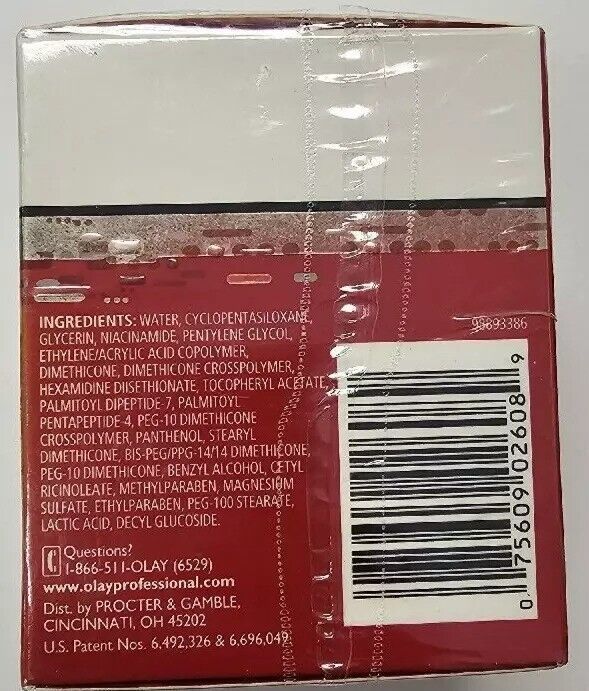 INGREDIENTS: WATER, CYCLOPENTASILOXANE,
GLYCERIN, NIACINAMIDE, PENTYLENE GLYCOL,
ETHYLENE/ACRYLIC ACID COPOLYMER,
DIMETHICONE, DIMETHICONE CROSSPOLYMER,
HEXAMIDINE DIISETHIONATE, TOCOPHERYL ACETATE,
PALMITOYL DIPEPTIDE-7, PALMITOYL
PENTAPEPTIDE-4, PEG-10 DIMETHICONE
CROSSPOLYMER, PANTHENOL, STEARYL
DIMETHICONE, BIS-PEG/PPG-14/14 DIMETHICONE,
PEG-10 DIMETHICONE, BENZYL ALCOHOL, CETYL
RICINOLEATE, METHYLPARABEN, MAGNESIUM
SULFATE, ETHYLPARABEN, PEG-100 STEARATE,
LACTIC ACID, DECYL GLUCOSIDE.
Questions?
1-866-511-OLAY (6529)
www.olayprofessional.com
Dist. by PROCTER & GAMBLE,
CINCINNATI, OH 45202
U.S. Patent Nos. 6,492,326 & 6,696,049
98893386
0 75609 02608 9